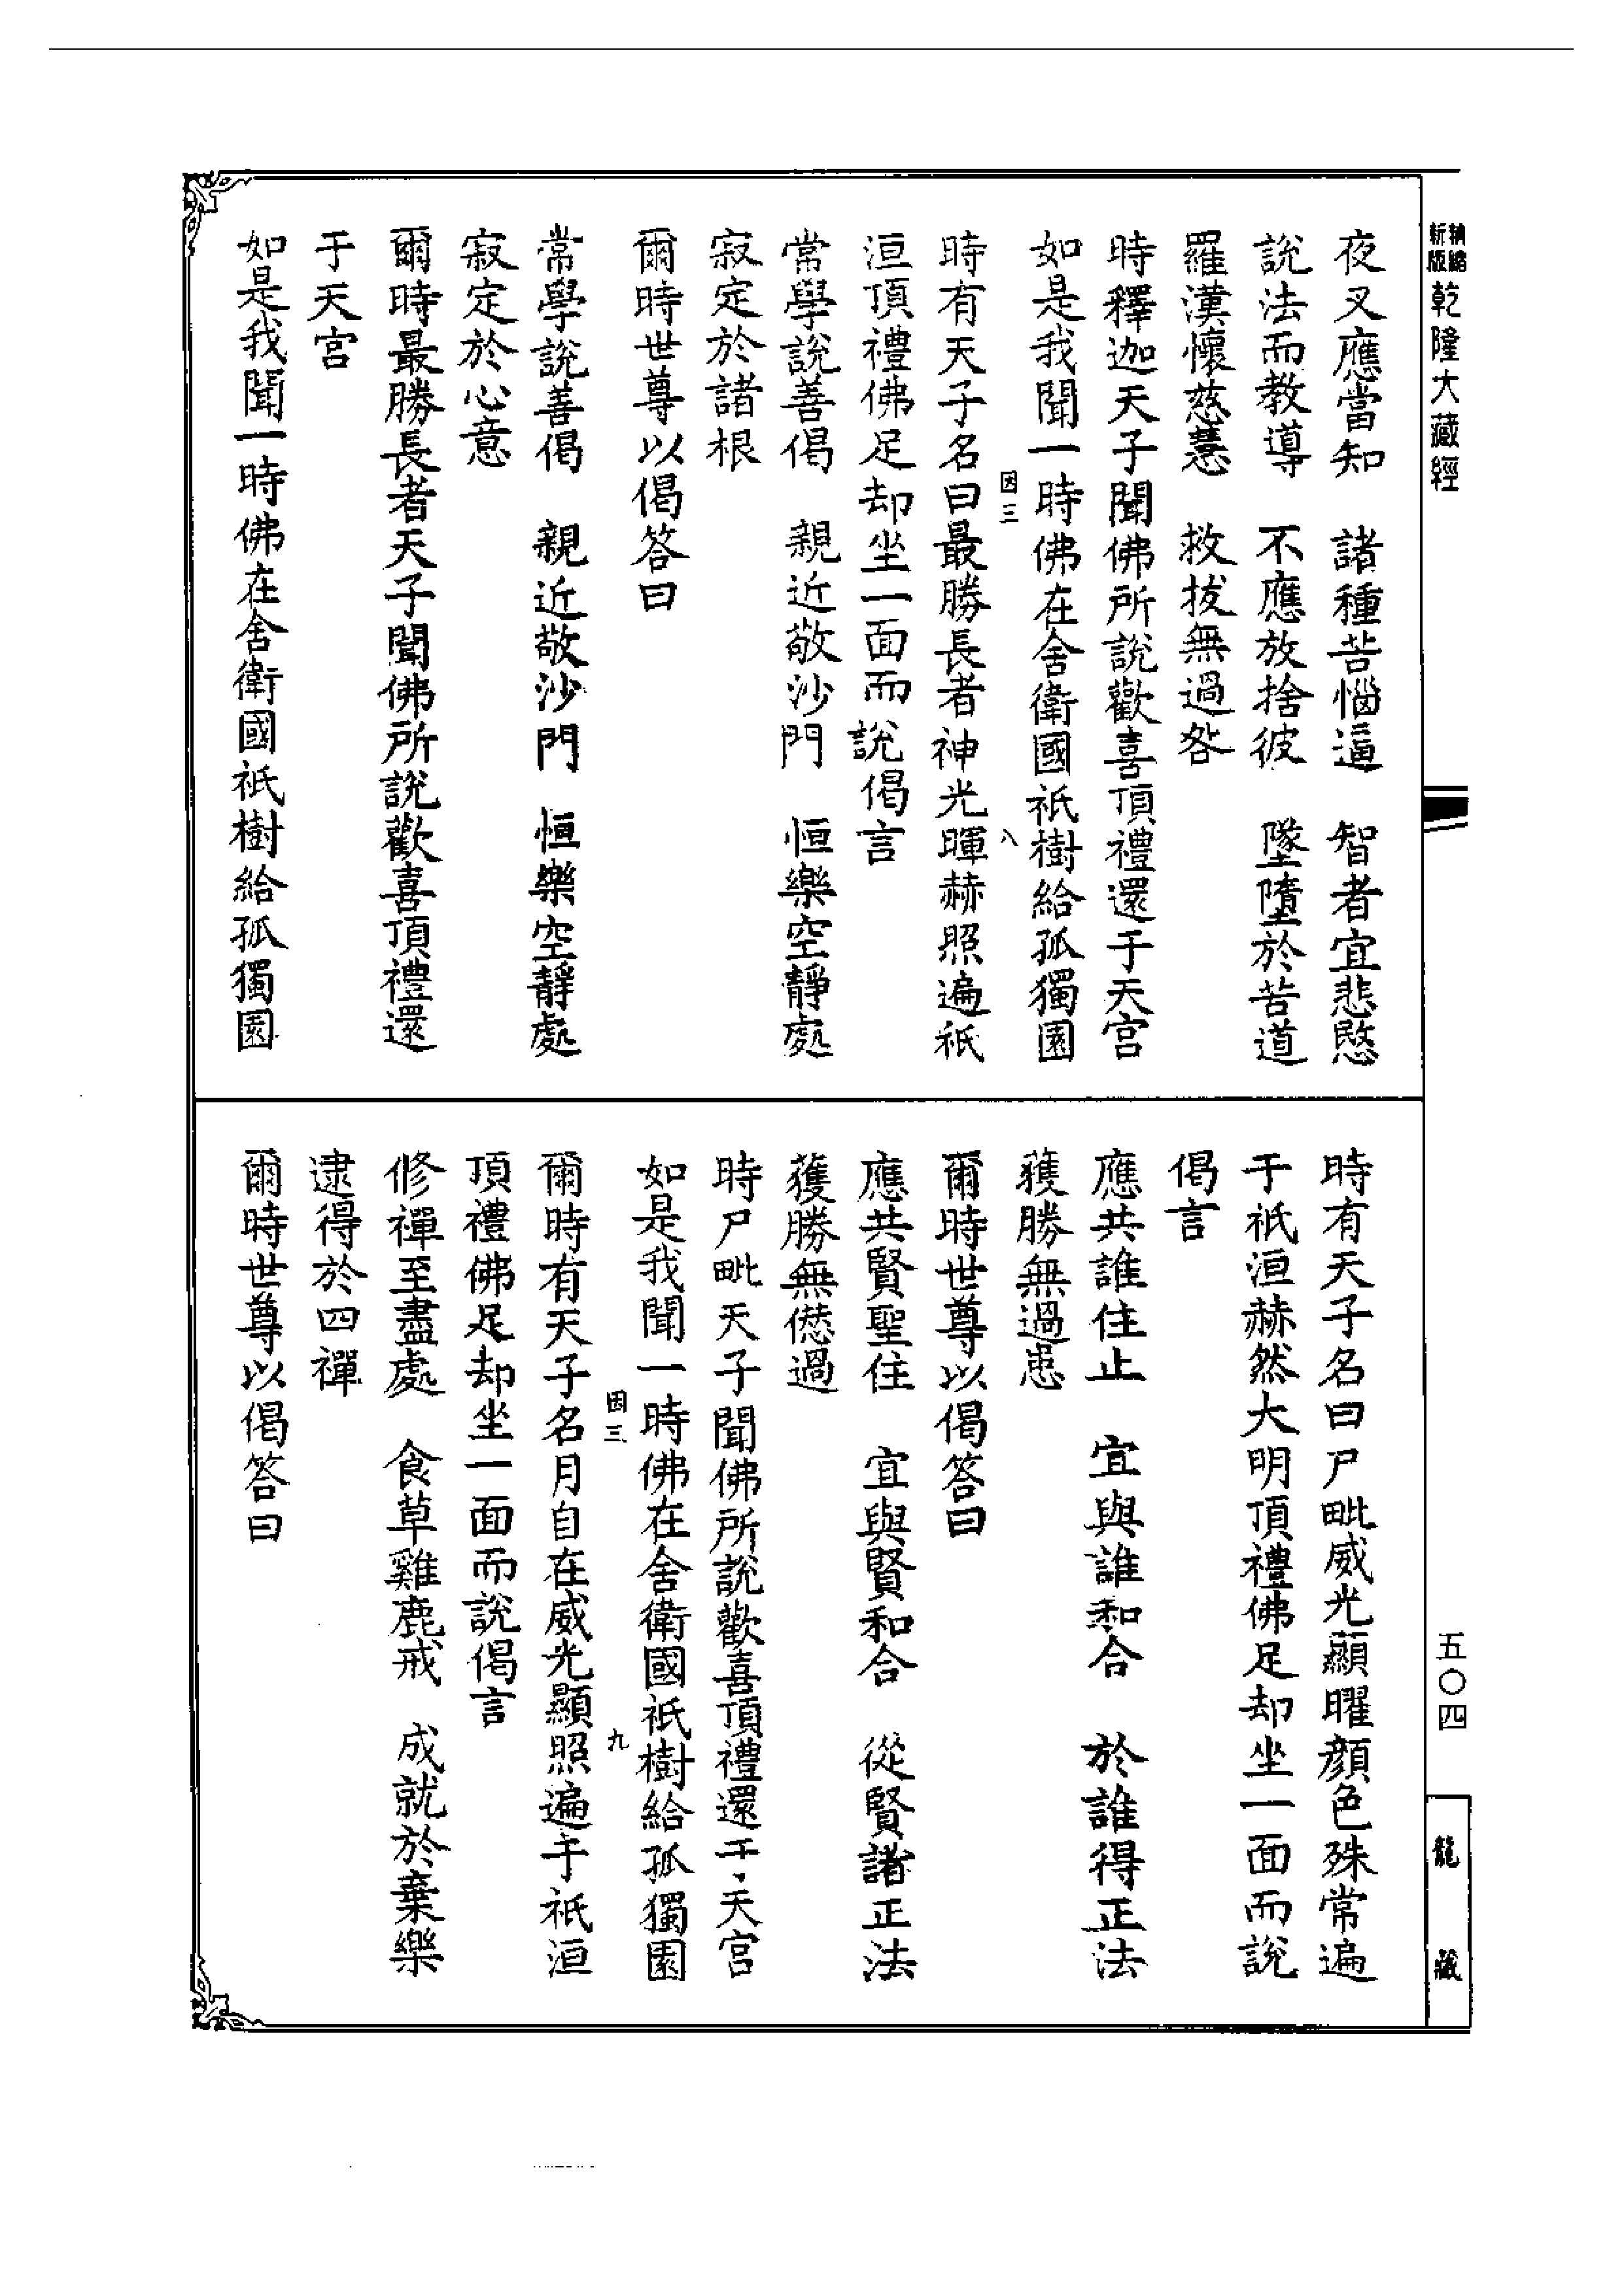 新版精縮乾隆大藏經
夜叉應當知　諸種苦惱逼　智者宜悲愍
說法而教導　不應放捨彼　墜墮於苦道
羅漢懷慈慧　救拔無過咎
時釋迦天子聞佛所說歡喜頂禮還于天宮
如是我聞一時佛在舍衛國祇樹給孤獨園
因三　八
時有天子名曰最勝長者神光暉赫照遍祇
洹頂禮佛足却坐一面而說偈言
常學說善偈　親近敬沙門　恒樂空靜處
寂定於諸根
爾時世尊以偈答曰
常學說善偈　親近敬沙門　恒樂空靜處
寂定於心意
爾時最勝長者天子聞佛所說歡喜頂禮還
于天宮
如是我聞一時佛在舍衛國祇樹給孤獨園
時有天子名曰尸毗威光顯曜顏色殊常遍
于祇洹赫然大明頂禮佛足却坐一面而說
偈言
應共誰住止　宜與誰和合　於誰得正法
獲勝無過患
爾時世尊以偈答曰
應共賢聖住　宜與賢和合　從賢諸正法
獲勝無愆過
時尸毗天子聞佛所說歡喜頂禮還于天宮
如是我聞一時佛在舍衛國祇樹給孤獨園
因三　九
爾時有天子名月自在威光顯照遍于祇洹
頂禮佛足却坐一面而說偈言
修禪至盡處　食草雞鹿戒　成就於棄樂
逮得於四禪
爾時世尊以偈答曰
五〇四
龍藏